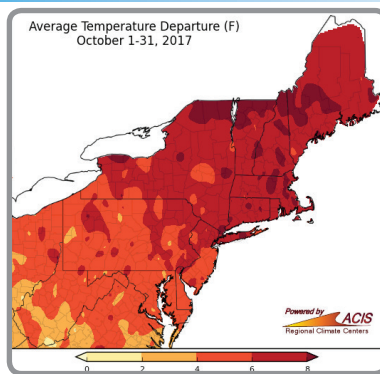 Average Temperature Departure (F)
October 1-31, 2017
Powered by
ACIS
Regional Climate Centers
0 2 4 6 8